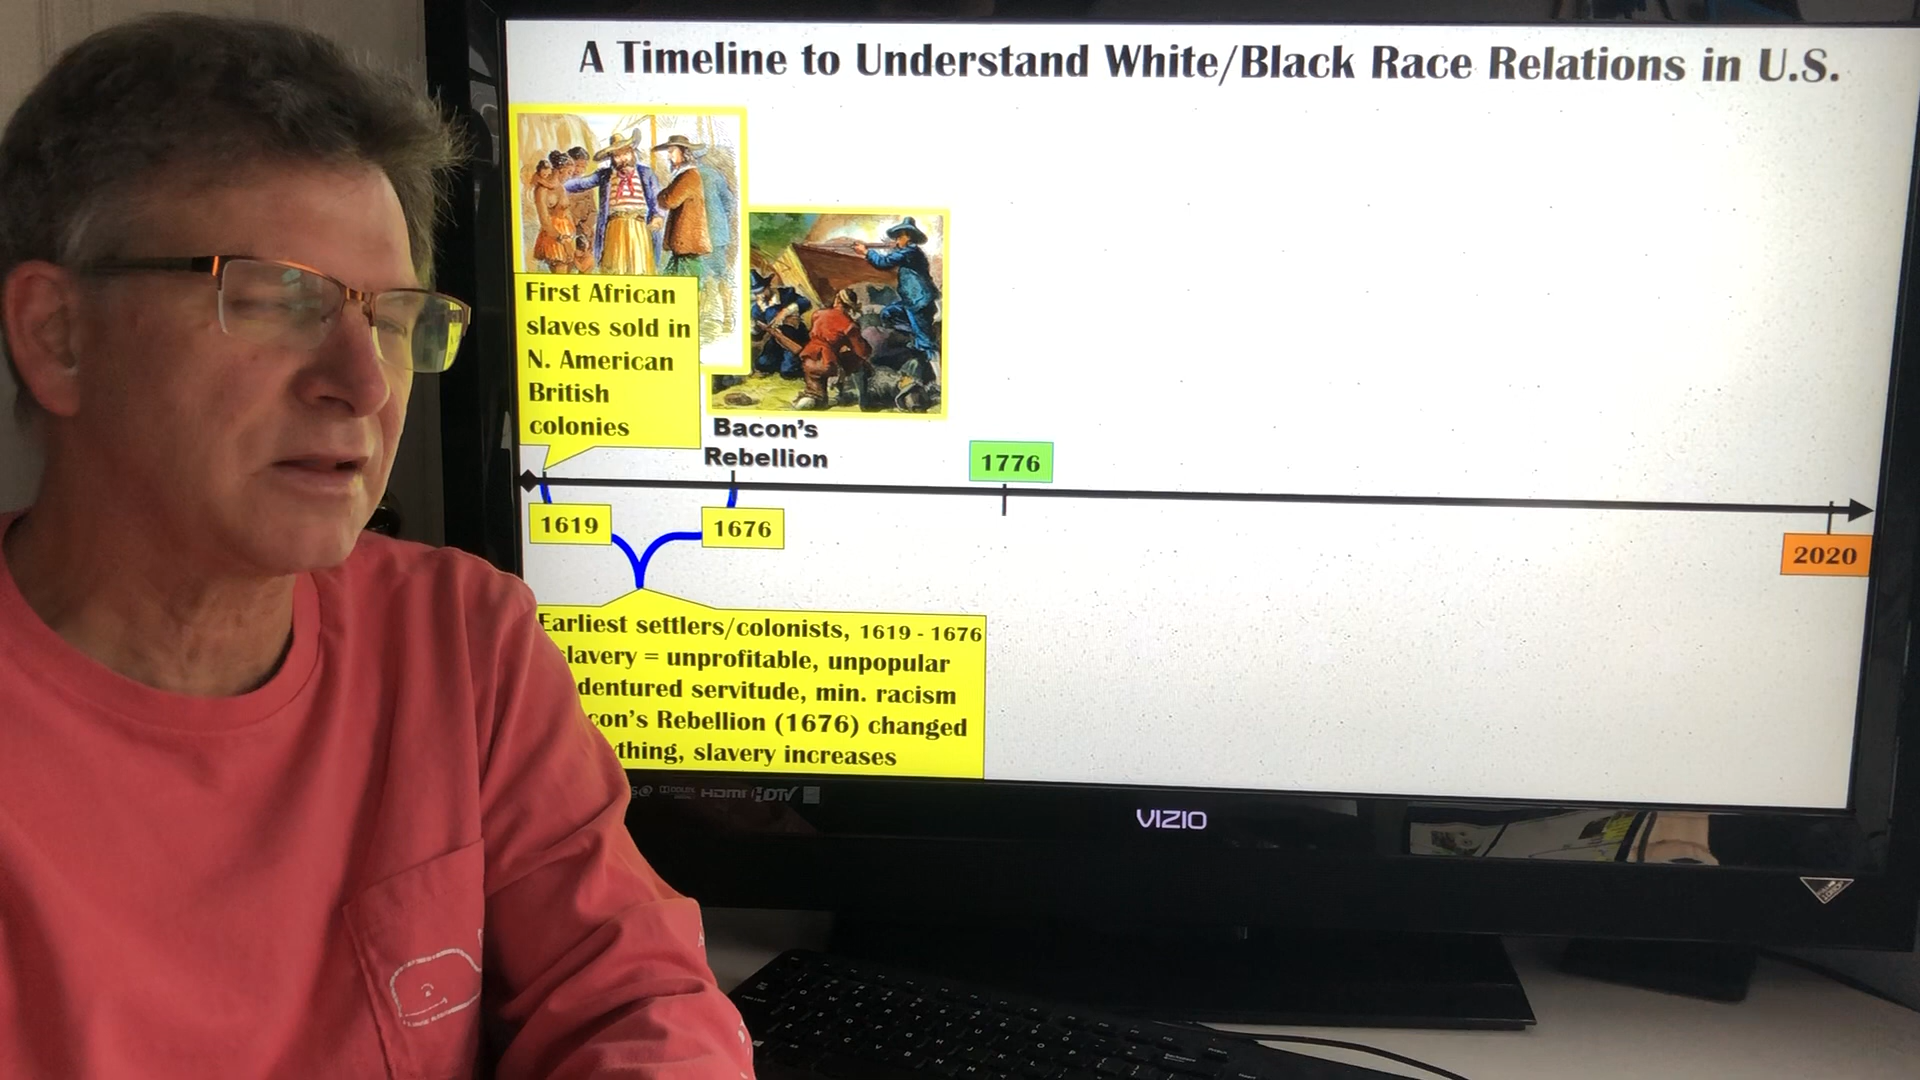 A Timeline to Understand White/Black Race Relations in U.S.
First African
slaves sold in
N. American
British
colonies
Bacon's
Rebellion
1776
1619
1676
2020
Earliest settlers/colonists, 1619 - 1676
lavery = unprofitable, unpopular
dentured servitude, min. racism
con's Rebellion (1676) changed
thing, slavery increases
HDMI HDTV
VIZIO